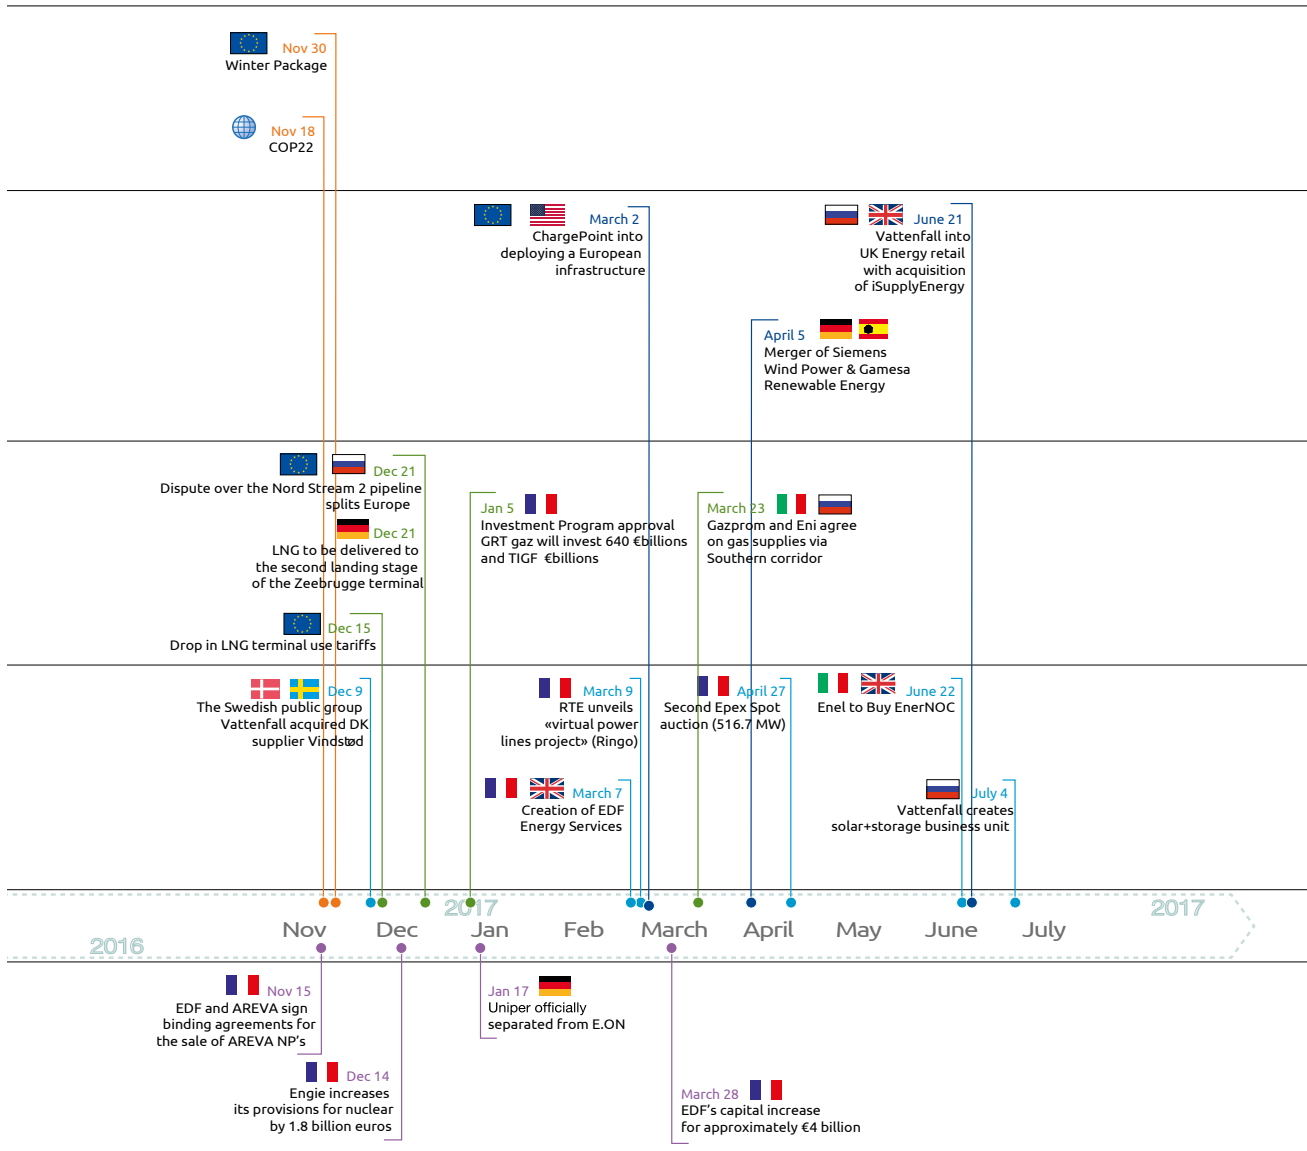 Nov 30
Winter Package
Nov 18
COP22
March 2
ChargePoint into
deploying a European
infrastructure
June 21
Vattenfall into
UK Energy retail
with acquisition
of iSupplyEnergy
April 5
Merger of Siemens
Wind Power & Gamesa
Renewable Energy
Dec 21
Dispute over the Nord Stream 2 pipeline
splits Europe
Dec 21
LNG to be delivered to
the second landing stage
of the Zeebrugge terminal
Jan 5
Investment Program approval
GRT gaz will invest 640 €billions
and TIGF €billions
March 23
Gazprom and Eni agree
on gas supplies via
Southern corridor
Dec 15
Drop in LNG terminal use tariffs
Dec 9
The Swedish public group
Vattenfall acquired DK
supplier Vindstød
March 9
RTE unveils
«virtual power
lines project» (Ringo)
April 27
Second Epex Spot
auction (516.7 MW)
June 22
Enel to Buy EnerNOC
March 7
Creation of EDF
Energy Services
July 4
Vattenfall creates
solar+storage business unit
2017
2017
Nov Dec Jan Feb March April May June July
2016
Nov 15
EDF and AREVA sign
binding agreements for
the sale of AREVA NP's
Jan 17
Uniper officially
separated from E.ON
Dec 14
Engie increases
its provisions for nuclear
by 1.8 billion euros
March 28
EDF's capital increase
for approximately €4 billion